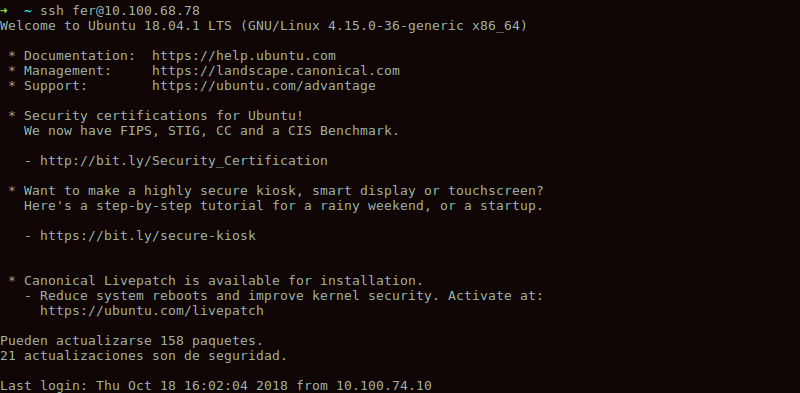 ➜  ~ ssh fer@10.100.68.78
Welcome to Ubuntu 18.04.1 LTS (GNU/Linux 4.15.0-36-generic x86_64)

 * Documentation:  https://help.ubuntu.com
 * Management:     https://landscape.canonical.com
 * Support:        https://ubuntu.com/advantage

 * Security certifications for Ubuntu!
   We now have FIPS, STIG, CC and a CIS Benchmark.

   - http://bit.ly/Security_Certification

 * Want to make a highly secure kiosk, smart display or touchscreen?
   Here's a step-by-step tutorial for a rainy weekend, or a startup.

   - https://bit.ly/secure-kiosk


 * Canonical Livepatch is available for installation.
   - Reduce system reboots and improve kernel security. Activate at:
     https://ubuntu.com/livepatch

Pueden actualizarse 158 paquetes.
21 actualizaciones son de seguridad.

Last login: Thu Oct 18 16:02:04 2018 from 10.100.74.10